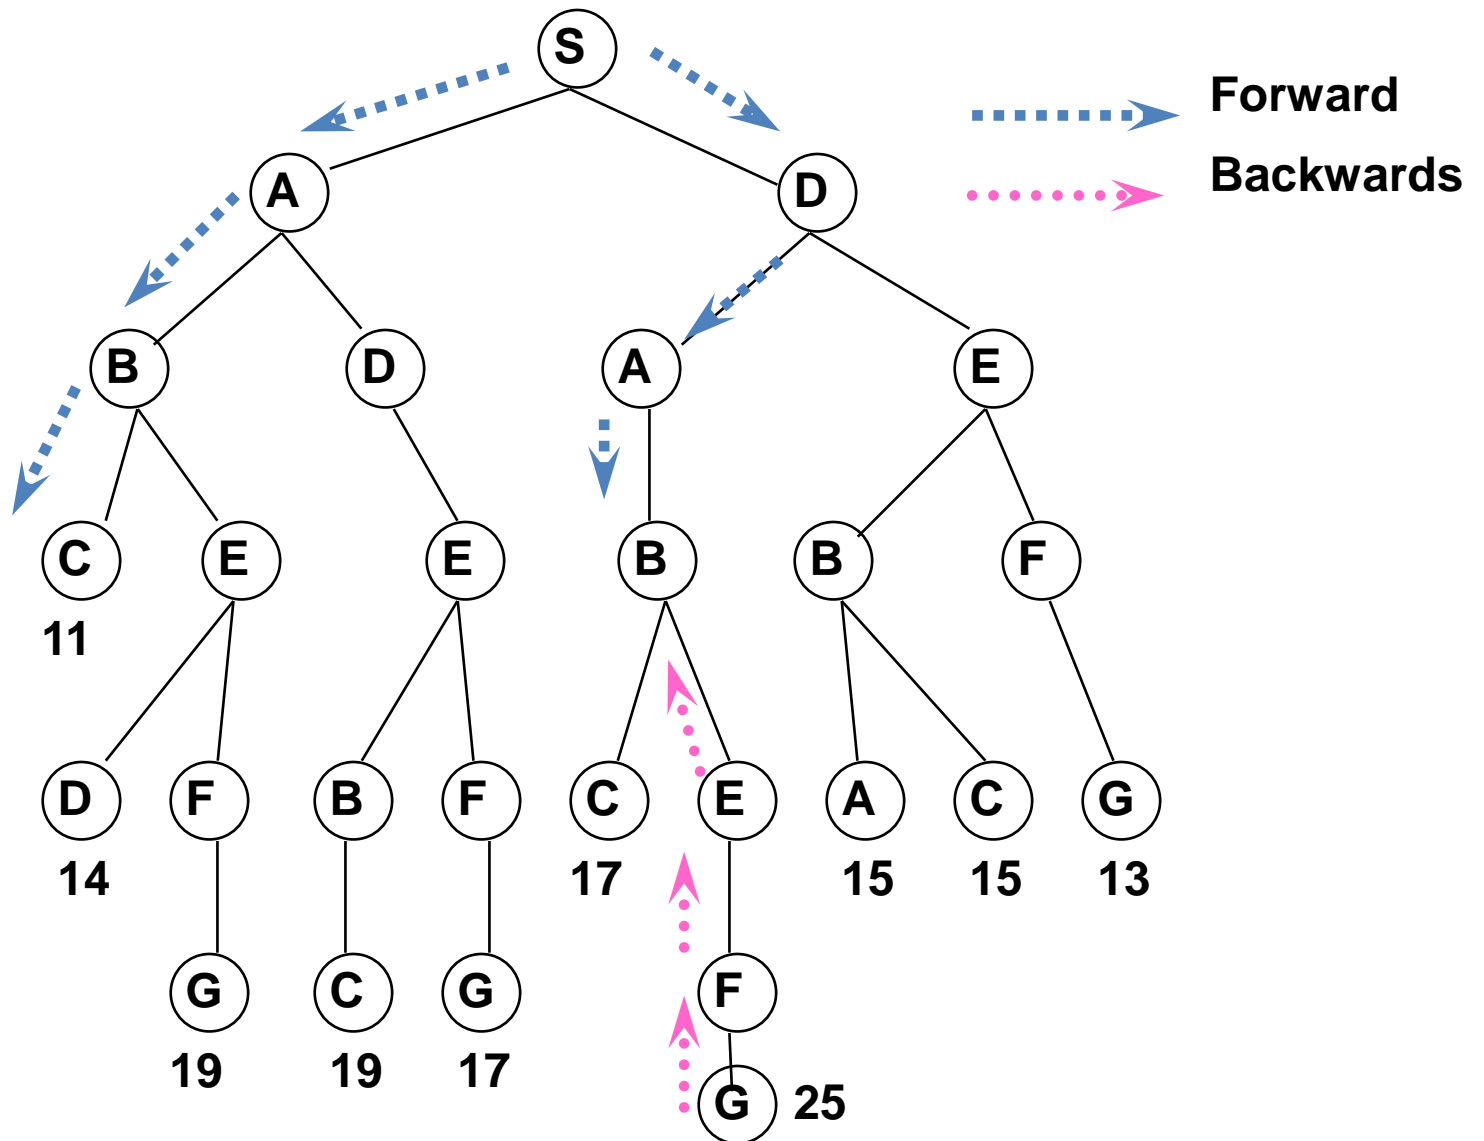 S
Forward
Backwards
A D
B D A E
C E E B B F
11
D F B F C E A C G
14 17 15 15 13
G C G F
19 19 17
G 25